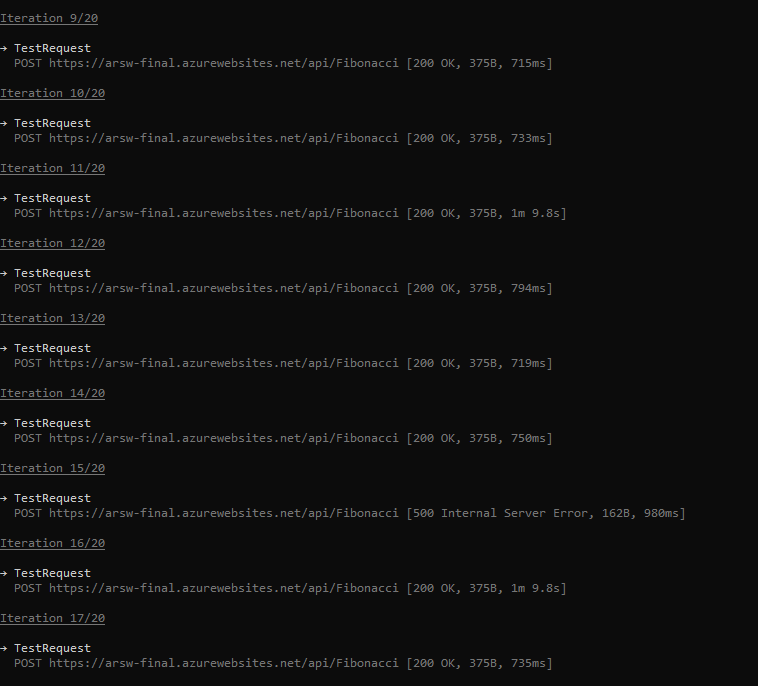 Iteration 9/20
→ TestRequest
POST https://arsw-final.azurewebsites.net/api/Fibonacci [200 OK, 375B, 715ms]
Iteration 10/20
→ TestRequest
POST https://arsw-final.azurewebsites.net/api/Fibonacci [200 OK, 375B, 733ms]
Iteration 11/20
→ TestRequest
POST https://arsw-final.azurewebsites.net/api/Fibonacci [200 OK, 375B, 1m 9.8s]
Iteration 12/20
→ TestRequest
POST https://arsw-final.azurewebsites.net/api/Fibonacci [200 OK, 375B, 794ms]
Iteration 13/20
→ TestRequest
POST https://arsw-final.azurewebsites.net/api/Fibonacci [200 OK, 375B, 719ms]
Iteration 14/20
→ TestRequest
POST https://arsw-final.azurewebsites.net/api/Fibonacci [200 OK, 375B, 750ms]
Iteration 15/20
→ TestRequest
POST https://arsw-final.azurewebsites.net/api/Fibonacci [500 Internal Server Error, 162B, 980ms]
Iteration 16/20
→ TestRequest
POST https://arsw-final.azurewebsites.net/api/Fibonacci [200 OK, 375B, 1m 9.8s]
Iteration 17/20
→ TestRequest
POST https://arsw-final.azurewebsites.net/api/Fibonacci [200 OK, 375B, 735ms]